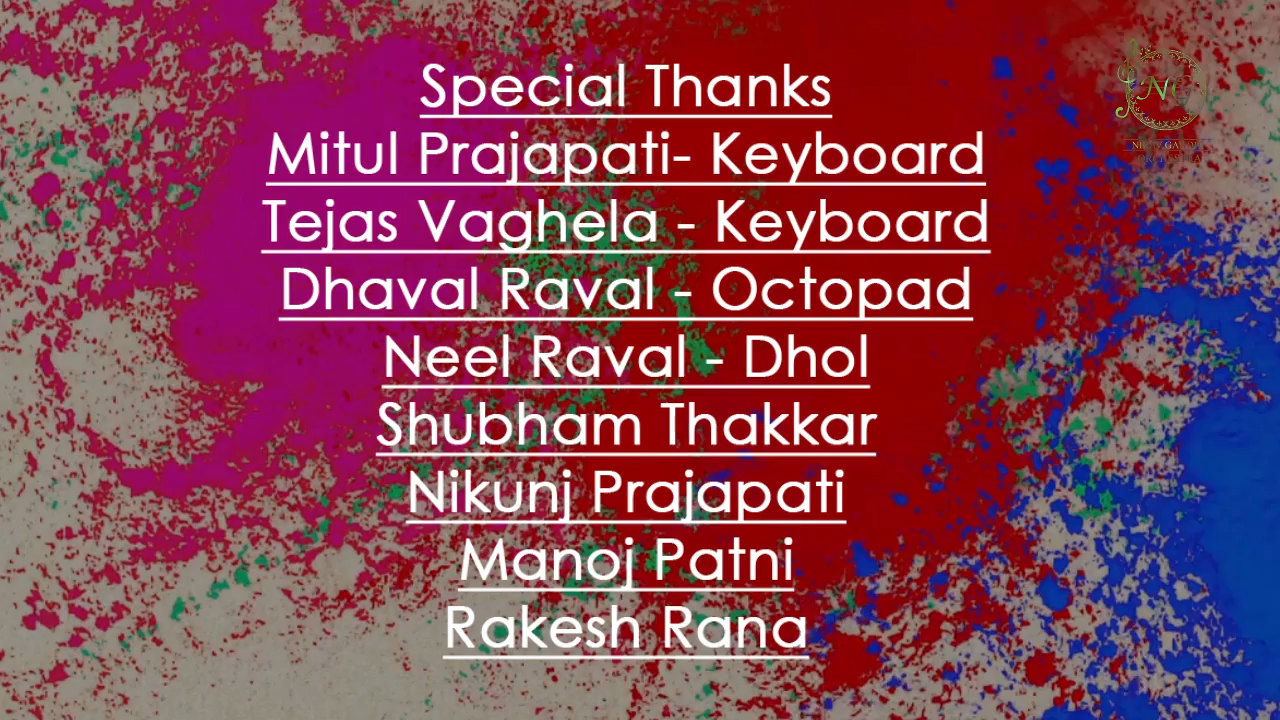 Special Thanks
Mitul Prajapati- Keyboard
Tejas Vaghela - Keyboard
Dhaval Raval - Octopad
Neel Raval - Dhol
Shubham Thakkar
Nikunj Prajapati
Manoj Patni
Rakesh Rana